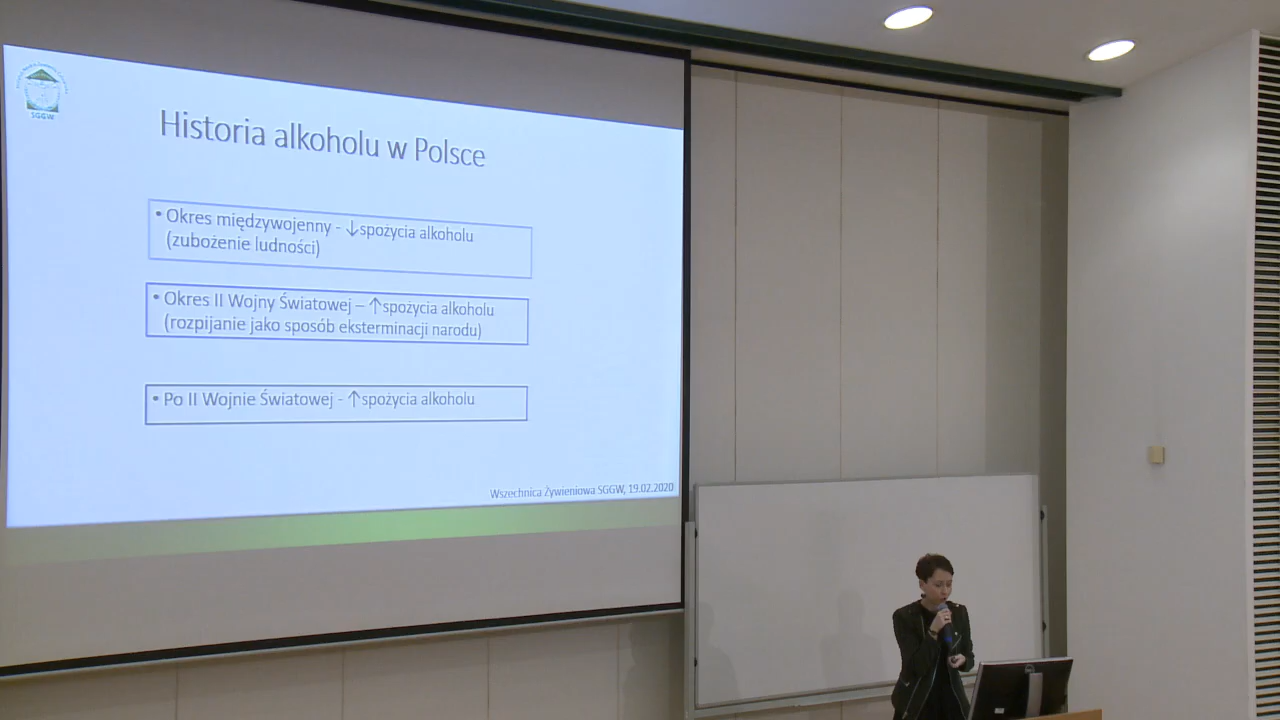 SGGW
Historia alkoholu w Polsce
• Okres międzywojenny - ↓spożycia alkoholu
(zubożenie ludności)
• Okres II Wojny Światowej – ↑spożycia alkoholu
(rozpijanie jako sposób eksterminacji narodu)
• Po II Wojnie Światowej - ↑spożycia alkoholu
Wszechnica Żywieniowa SGGW, 19.02.2020